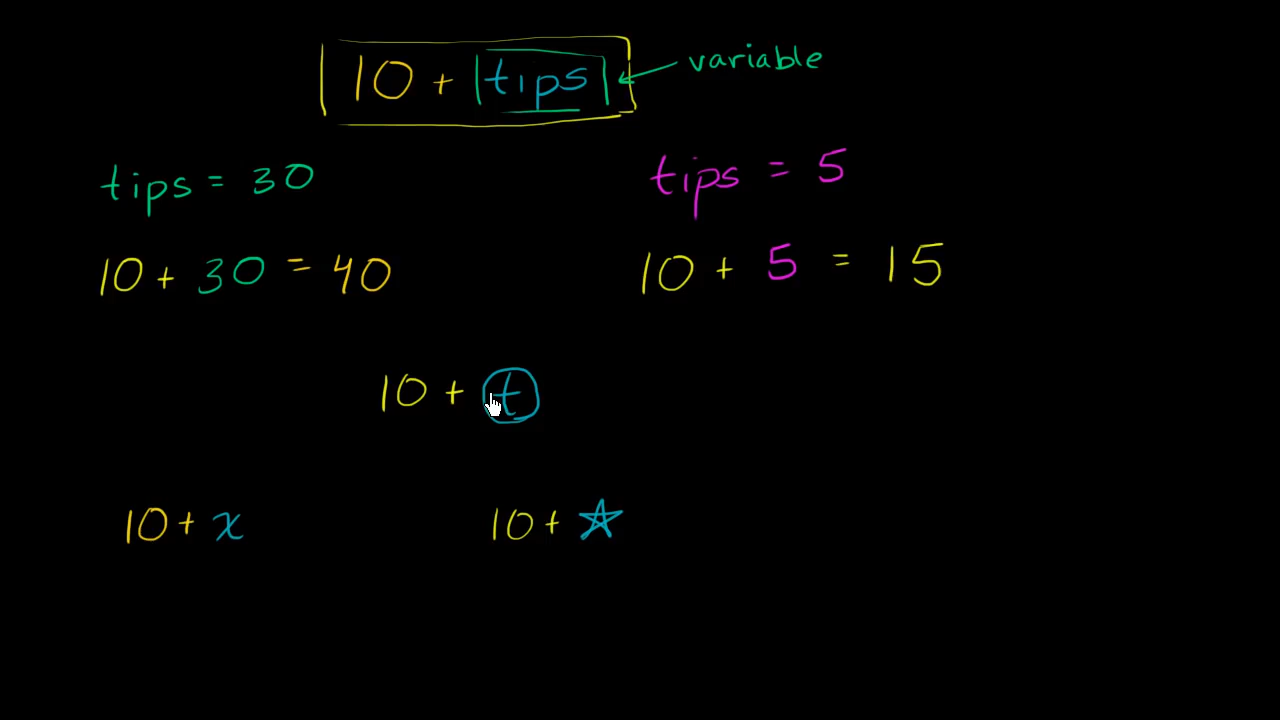 10 + tips
variable
tips = 30
tips = 5
10 + 30 = 40
10 + 5 = 15
10 + t
10 + x
10 + ☆